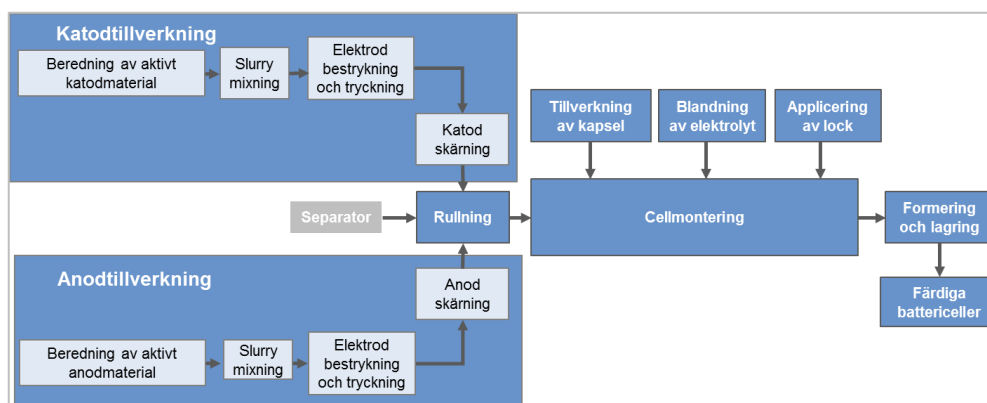 Katodtillverkning
Beredning av aktivt
katodmaterial
Slurry
mixning
Elektrod
bestrykning
och tryckning
Katod
skärning
Tillverkning
av kapsel
Blandning
av elektrolyt
Applicering
av lock
Separator
Rullning
Cellmontering
Formering
och lagring
Färdiga
battericeller
Anodtillverkning
Anod
skärning
Beredning av aktivt
anodmaterial
Slurry
mixning
Elektrod
bestrykning
och tryckning